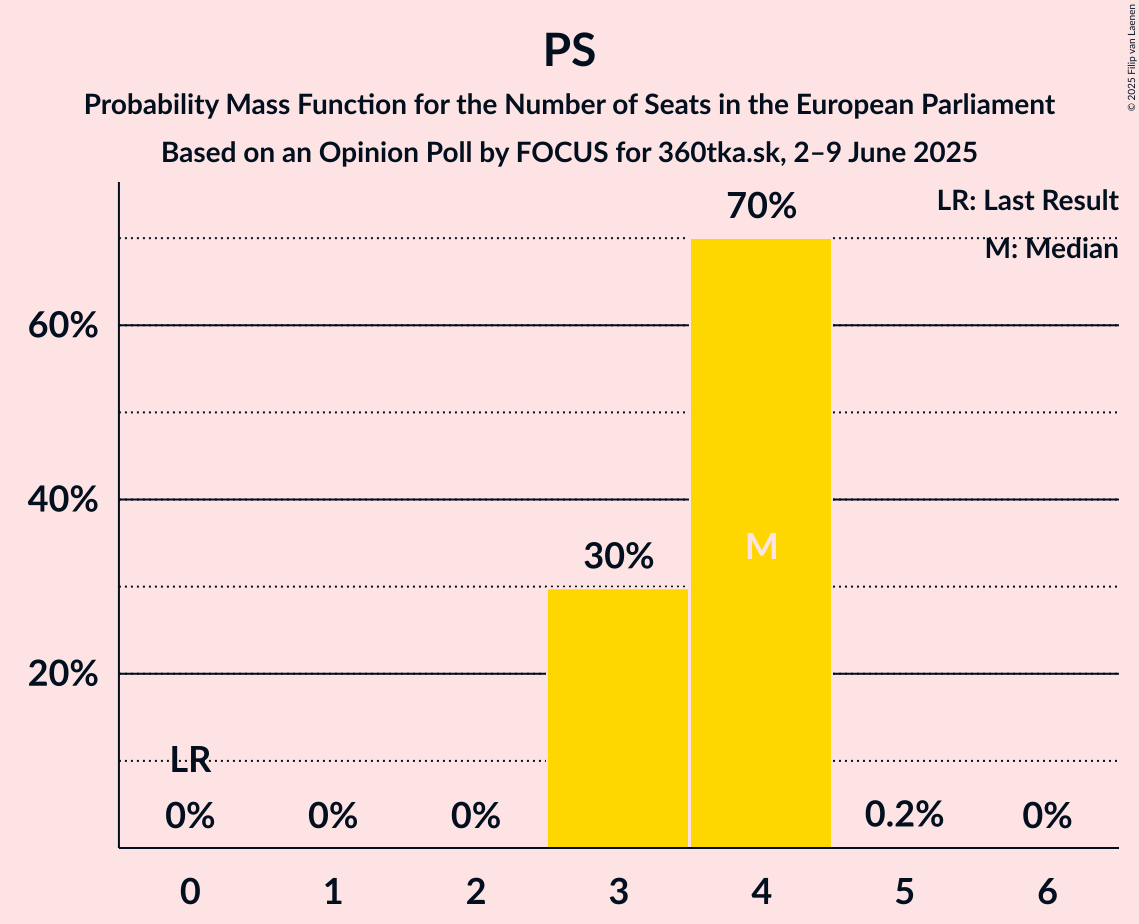 PS
Probability Mass Function for the Number of Seats in the European Parliament
Based on an Opinion Poll by FOCUS for 360tka.sk, 2–9 June 2025
© 2025 Filip van Laenen
LR: Last Result
M: Median
70%
60%
40%
M
30%
20%
LR
0% 0% 0% 0.2% 0%
0 1 2 3 4 5 6